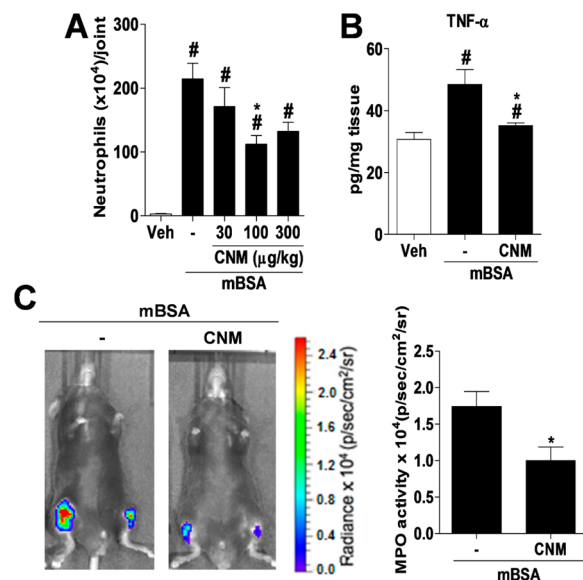 A
Neutrophils (x10⁴)/joint
300
200
100
0
#
#
*
#
#
Veh
-
30
100
300
CNM (µg/kg)
mBSA
B
TNF-α
pg/mg tissue
60
40
20
0
#
*
#
Veh
-
CNM
mBSA
C
mBSA
-
CNM
2.4
2.0
1.6
1.2
0.8
0.4
0.0
Radiance x 10⁴ (p/sec/cm²/sr)
MPO activity x 10⁴(p/sec/cm²/sr)
2.5
2.0
1.5
1.0
0.5
0.0
*
-
CNM
mBSA